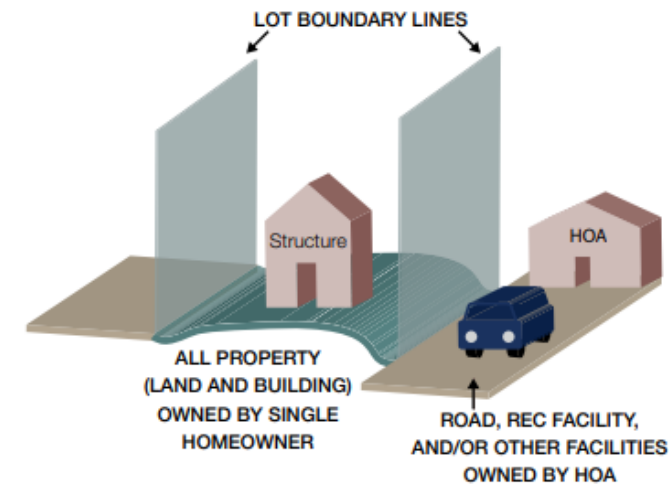 LOT BOUNDARY LINES
Structure
HOA
ALL PROPERTY
(LAND AND BUILDING)
OWNED BY SINGLE
HOMEOWNER
ROAD, REC FACILITY,
AND/OR OTHER FACILITIES
OWNED BY HOA